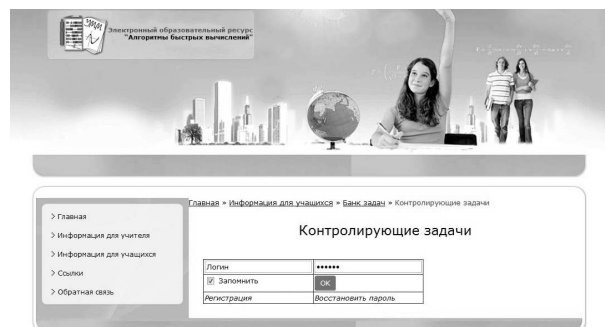 Электронный образовательный ресурс
"Алгоритмы быстрых вычислений"
Главная » Информация для учащихся » Банк задач » Контролирующие задачи
> Главная
> Информация для учителя
> Информация для учащихся
> Ссылки
> Обратная связь
Контролирующие задачи
Логин ••••••
Запомнить OK
Регистрация Восстановить пароль